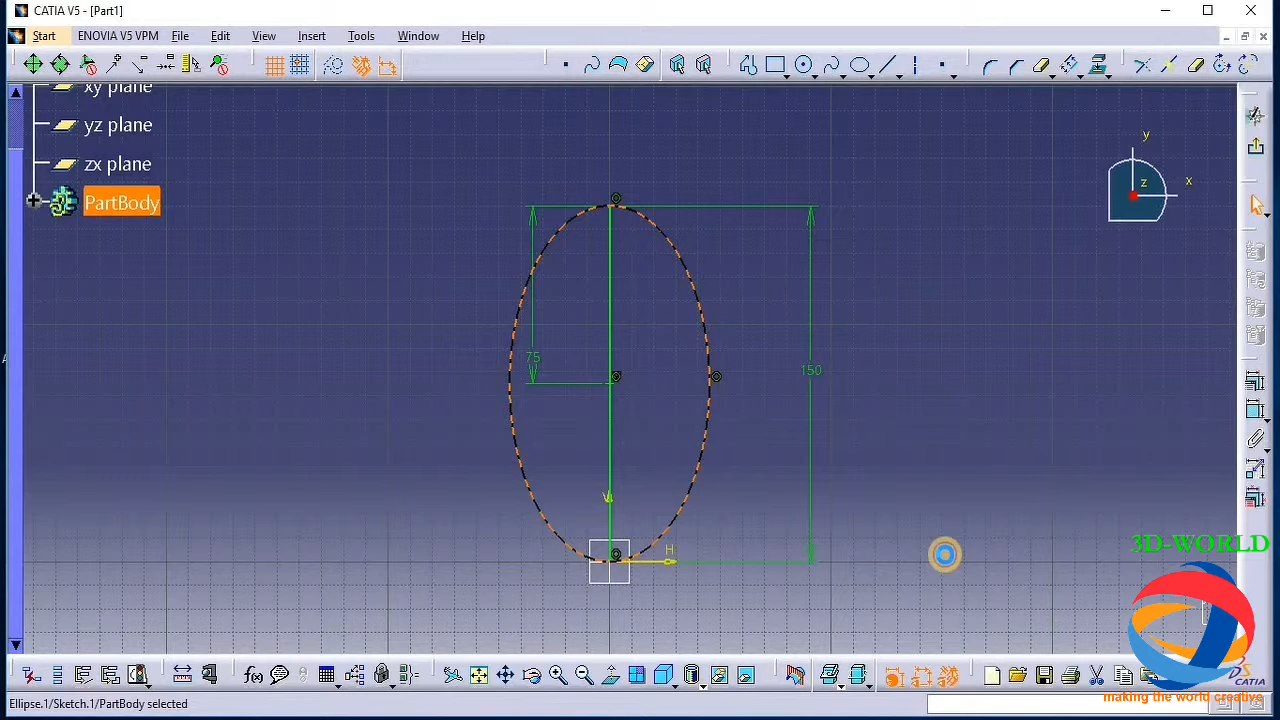 CATIA V5 - [Part1]
Start ENOVIA V5 VPM File Edit View Insert Tools Window Help
xy plane
yz plane
zx plane
PartBody
y
z
x
75
150
V
H
3D-WORLD
CATIA
making the world creative
f(x)
Ellipse.1/Sketch.1/PartBody selected